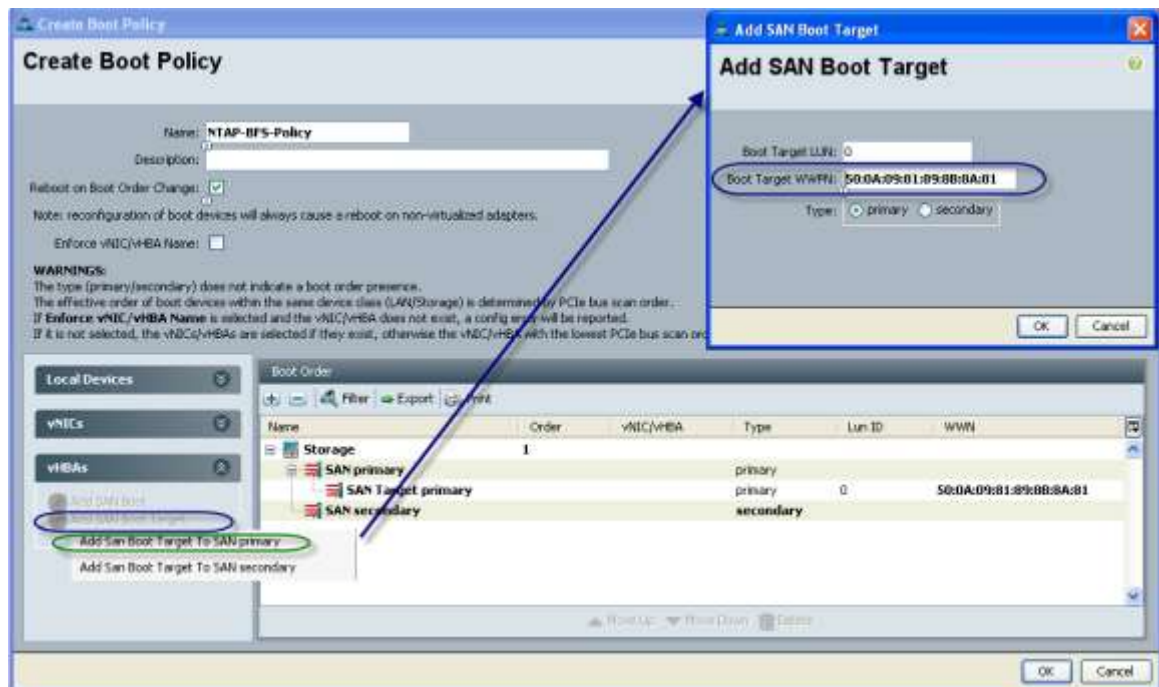 Create Boot Policy
Create Boot Policy
Name: NTAP-BFS-Policy
Description:
Reboot on Boot Order Change:
Note: reconfiguration of boot devices will always cause a reboot on non-virtualized adapters.
Enforce vNIC/vHBA Name:
WARNINGS:
The type (primary/secondary) does not indicate a boot order presence.
The effective order of boot devices within the same device class (LAN/Storage) is determined by PCIe bus scan order.
If Enforce vNIC/vHBA Name is selected and the vNIC/vHBA does not exist, a config error will be reported.
If it is not selected, the vNICs/vHBAs are selected if they exist, otherwise the vNIC/vHBA with the lowest PCIe bus scan ord
Add SAN Boot Target
Add SAN Boot Target
Boot Target LUN: 0
Boot Target WWPN: 50:0A:09:81:89:8B:8A:81
Type: primary secondary
OK Cancel
Local Devices
vNICs
vHBAs
Add SAN Boot
Add SAN Boot Target
Add San Boot Target To SAN primary
Add San Boot Target To SAN secondary
Boot Order
Filter Export Print
Name Order vNIC/vHBA Type Lun ID WWN
Storage 1
SAN primary primary
SAN Target primary primary 0 50:0A:09:81:89:8B:8A:81
SAN secondary secondary
Move Up Move Down Delete
OK Cancel